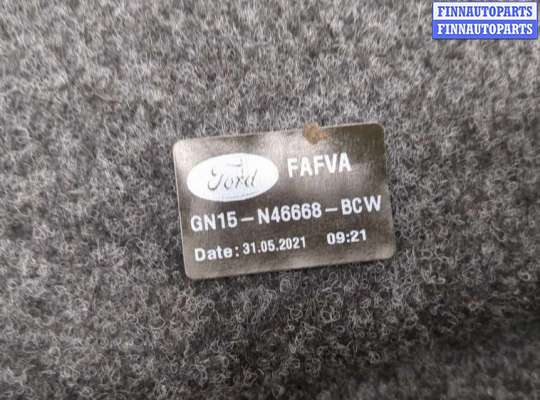 FINNAUTOPARTS
FINNAUTOPARTS
Ford FAFVA
GN15-N46668-BCW
Date: 31.05.2021 09:21